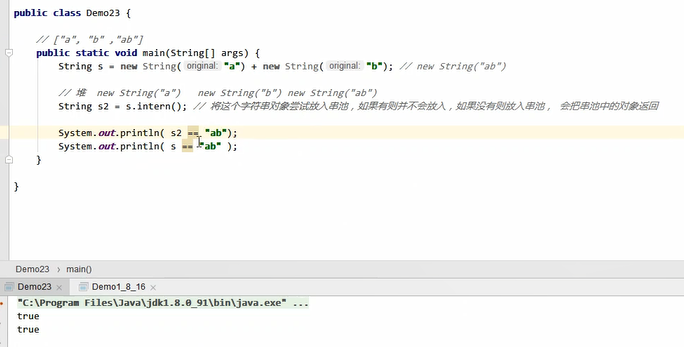 public class Demo23 {
// ["a", "b" ,"ab"]
public static void main(String[] args) {
String s = new String( original: "a") + new String( original: "b"); // new String("ab")
// 堆  new String("a")   new String("b") new String("ab")
String s2 = s.intern(); // 将这个字符串对象尝试放入串池，如果有则并不会放入，如果没有则放入串池， 会把串池中的对象返回
System.out.println( s2 == "ab");
System.out.println( s == "ab" );
}
}
Demo23 › main()
Demo23 × Demo1_8_16 ×
"C:\Program Files\Java\jdk1.8.0_91\bin\java.exe" ...
true
true